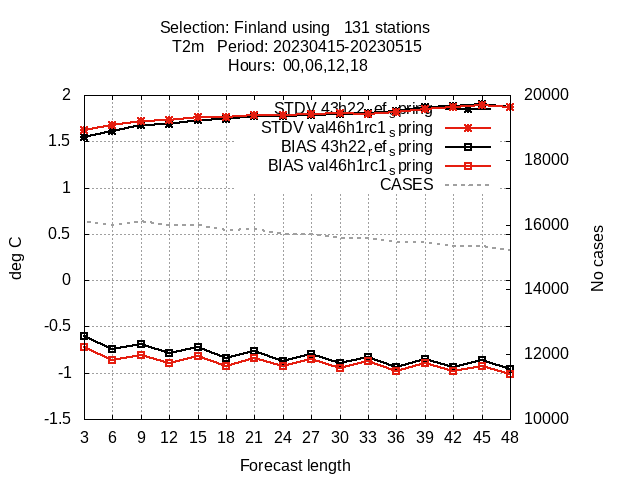 Selection: Finland using 131 stations
T2m Period: 20230415-20230515
Hours: 00,06,12,18
2
1.5
1
0.5
0
-0.5
-1
-1.5
deg C
20000
18000
16000
14000
12000
10000
No cases
STDV 43h22_ref_spring
STDV val46h1rc1_spring
BIAS 43h22_ref_spring
BIAS val46h1rc1_spring
CASES
3 6 9 12 15 18 21 24 27 30 33 36 39 42 45 48
Forecast length